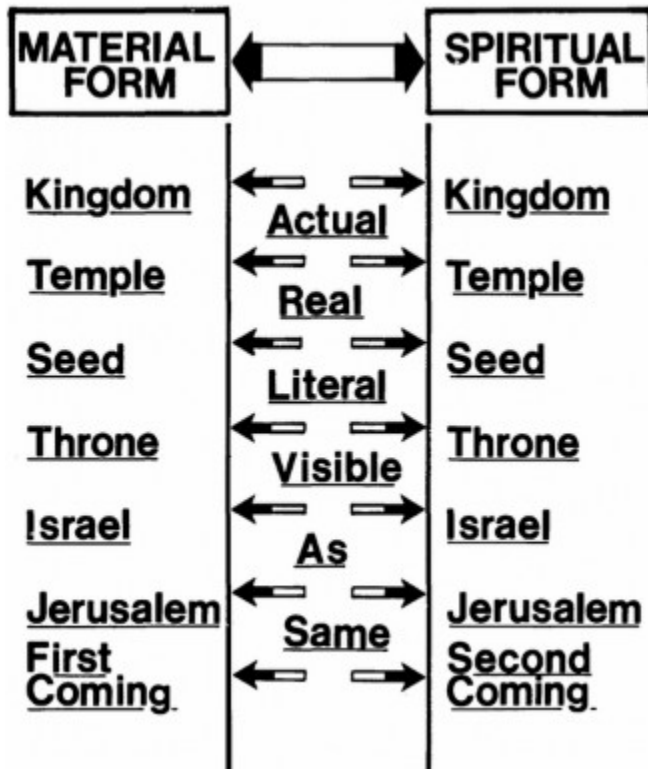 MATERIAL FORM
SPIRITUAL FORM
Kingdom
Kingdom
Actual
Temple
Temple
Real
Seed
Seed
Literal
Throne
Throne
Visible
Israel
Israel
As
Jerusalem
Jerusalem
Same
First
Coming
Second
Coming